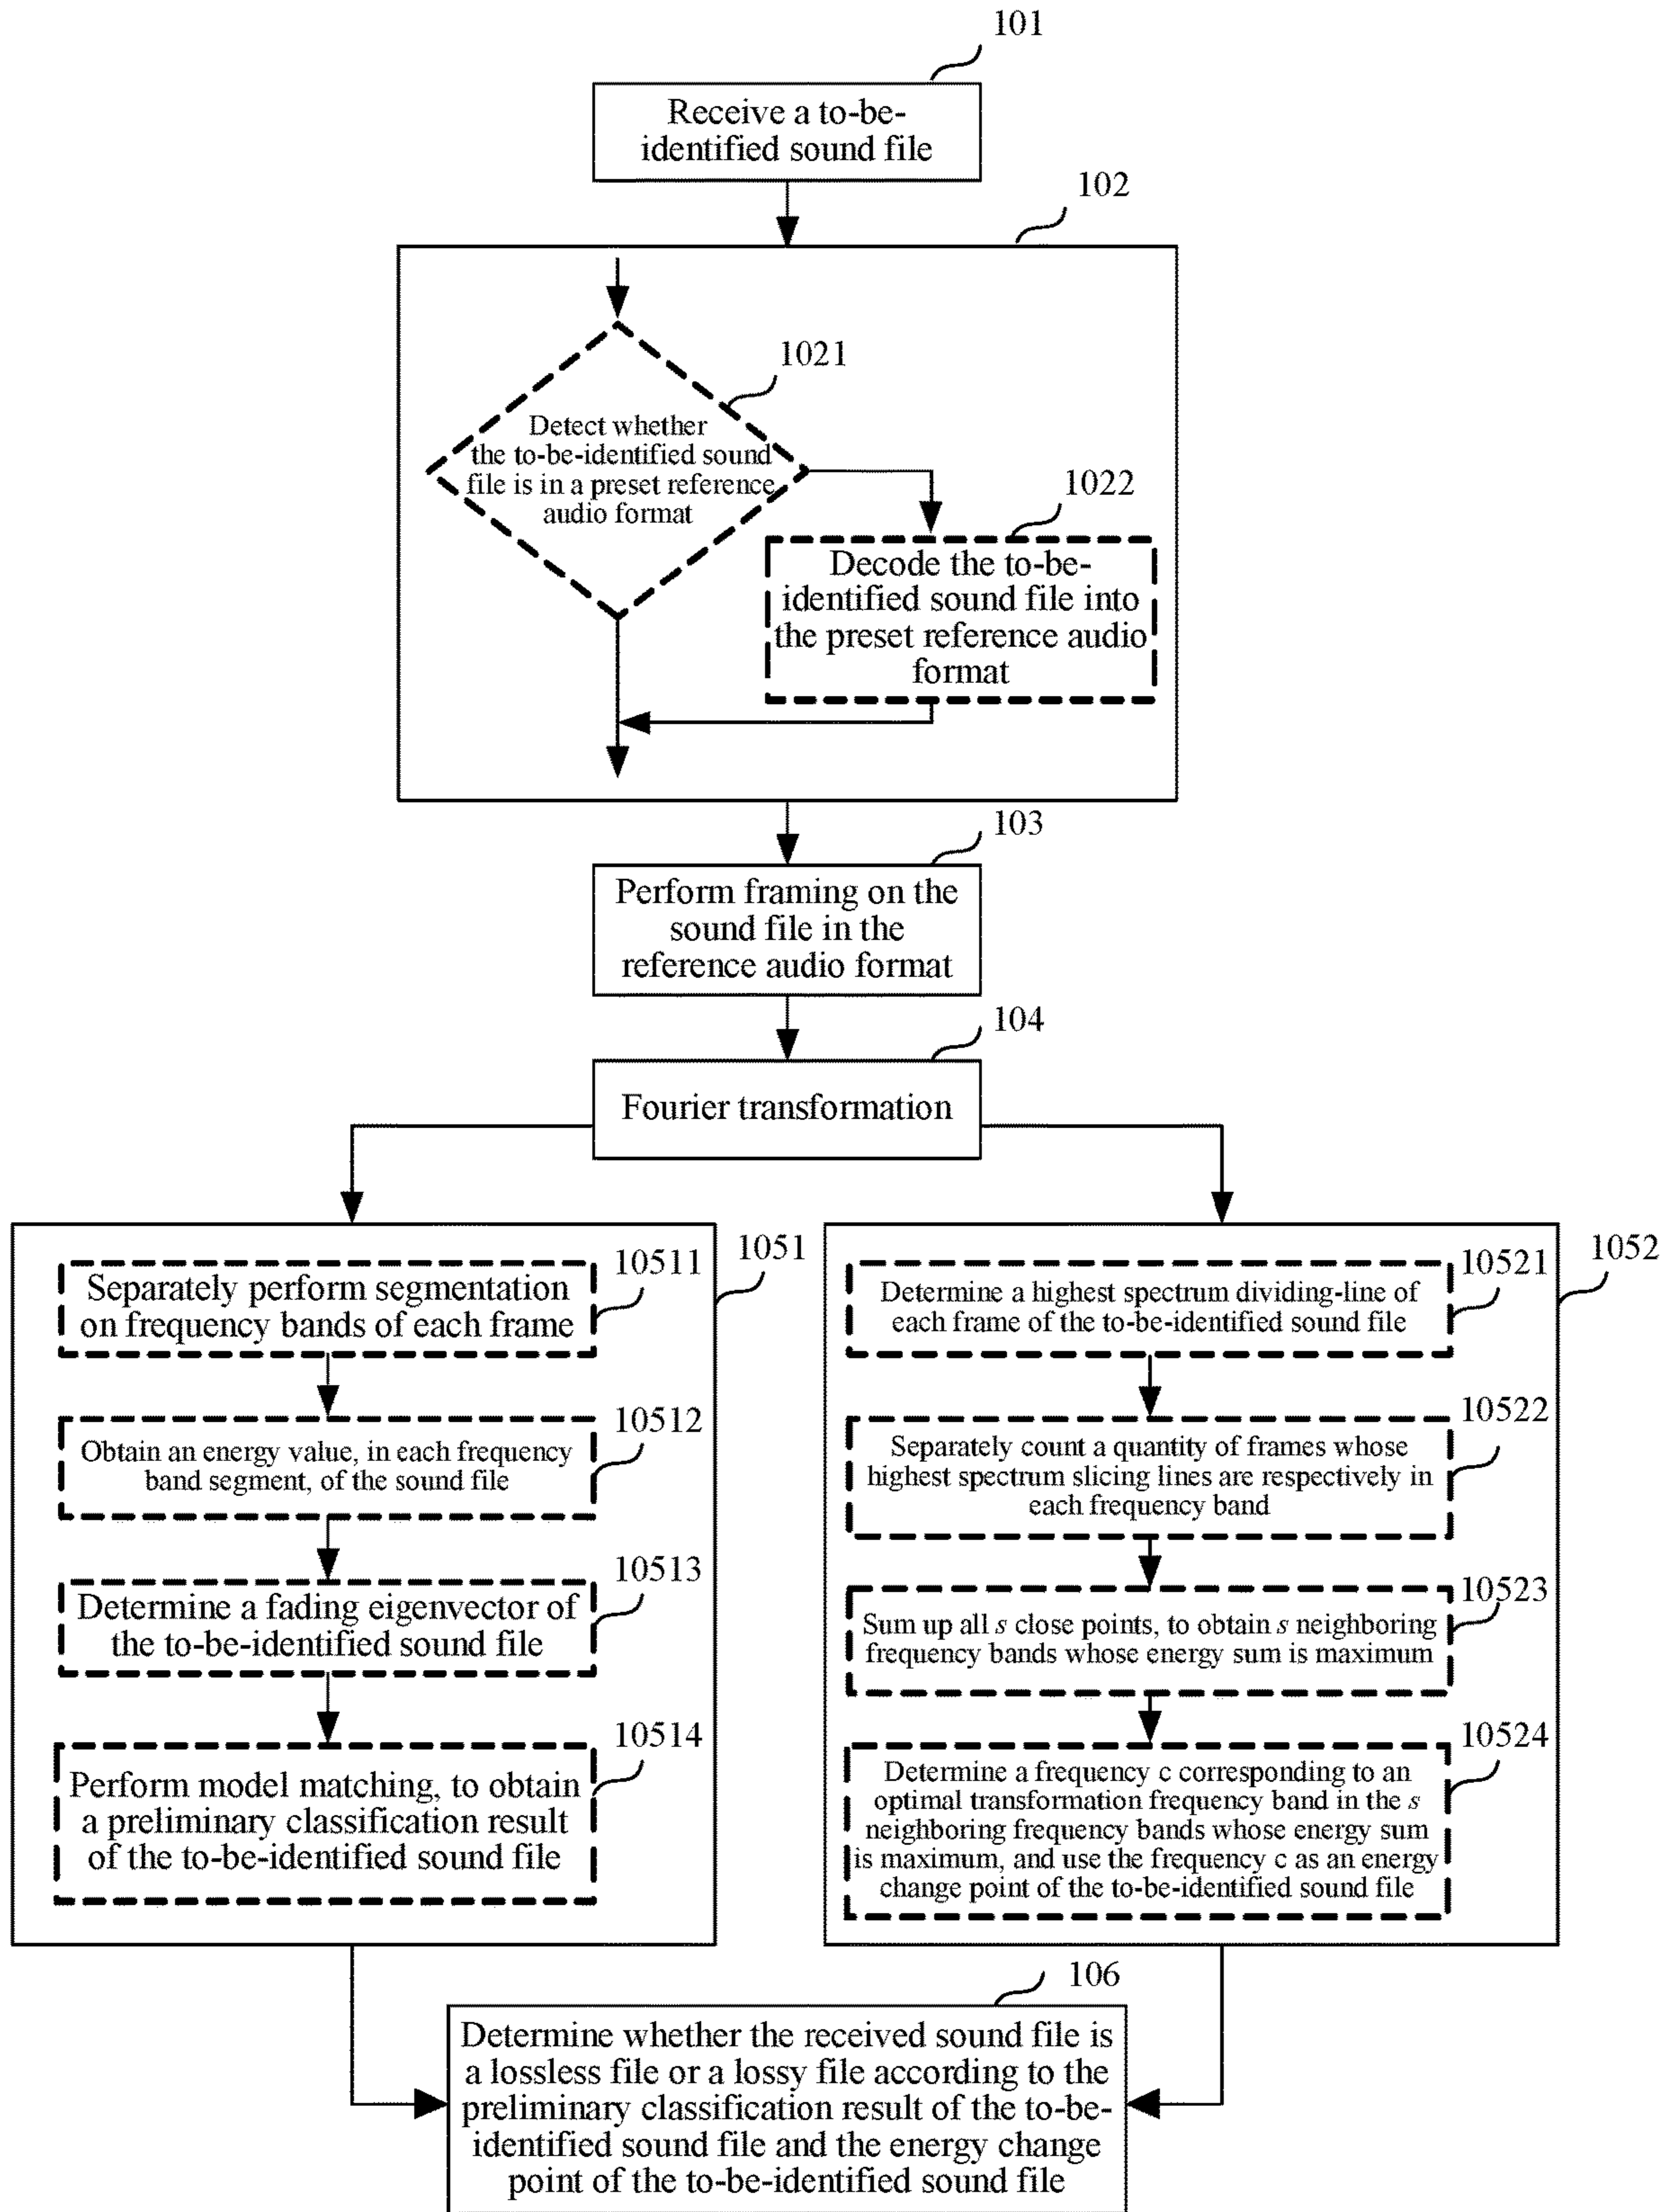 101
Receive a to-be-
identified sound file
102
1021
Detect whether
the to-be-identified sound
file is in a preset reference
audio format
1022
Decode the to-be-
identified sound file into
the preset reference audio
format
103
Perform framing on the
sound file in the
reference audio format
104
Fourier transformation
1051
10511
Separately perform segmentation
on frequency bands of each frame
10512
Obtain an energy value, in each frequency
band segment, of the sound file
10513
Determine a fading eigenvector of
the to-be-identified sound file
10514
Perform model matching, to obtain
a preliminary classification result
of the to-be-identified sound file
1052
10521
Determine a highest spectrum dividing-line of
each frame of the to-be-identified sound file
10522
Separately count a quantity of frames whose
highest spectrum slicing lines are respectively in
each frequency band
10523
Sum up all s close points, to obtain s neighboring
frequency bands whose energy sum is maximum
10524
Determine a frequency c corresponding to an
optimal transformation frequency band in the s
neighboring frequency bands whose energy sum
is maximum, and use the frequency c as an energy
change point of the to-be-identified sound file
106
Determine whether the received sound file is
a lossless file or a lossy file according to the
preliminary classification result of the to-be-
identified sound file and the energy change
point of the to-be-identified sound file